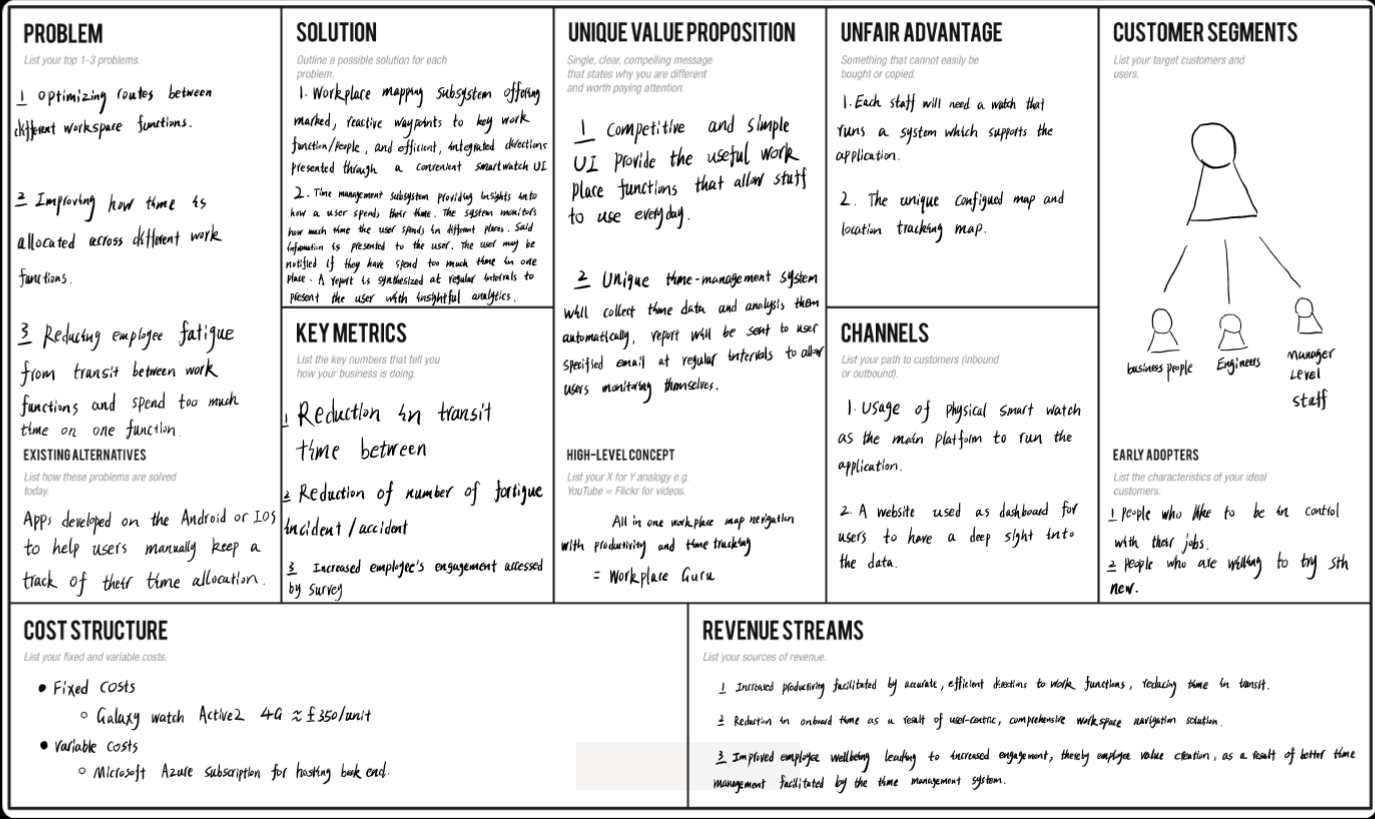 PROBLEM
List your top 1-3 problems.
1 optimizing routes between
different workspace functions.
2 Improving how time is
allocated across different work
functions.
3 Reducing employee fatigue
from transit between work
functions and spend too much
time on one function.
EXISTING ALTERNATIVES
List how these problems are solved
today.
Apps developed on the Android or IOS
to help users manually keep a
track of their time allocation.
SOLUTION
Outline a possible solution for each
problem.
1. Workplace mapping subsystem offering
marked, reactive waypoints to key work
function/people, and efficient, integrated directions
presented through a convenient smartwatch UI
2. Time management subsystem providing insights into
how a user spends their time. The system monitors
how much time the user spends in different places. Said
infomation is presented to the user. The user may be
notified if they have spend too much time in one
place. A report is synthesized at regular intervals to
present the user with insightful analytics.
KEY METRICS
List the key numbers that tell you
how your business is doing.
1 Reduction in transit
time between
2 Reduction of number of fortigue
incident / accident
3 Increased employee's engagement accessed
by survey
UNIQUE VALUE PROPOSITION
Single, clear, compelling message
that states why you are different
and worth paying attention.
1 Competitive and simple
UI provide the useful work
place functions that allow stuff
to use everyday.
2 Unique time-management system
will collect time data and analysis them
automatically, report will be sent to user
specified email at regular intervals to allow
users monitoring themselves.
HIGH-LEVEL CONCEPT
List your X for Y analogy e.g.
YouTube = Flickr for videos.
All in one workplace map nevigation
with productivity and time tracking
= Workplace Guru
UNFAIR ADVANTAGE
Something that cannot easily be
bought or copied.
1. Each staff will need a watch that
runs a system which supports the
application.
2. The unique configued map and
location tracking map.
CHANNELS
List your path to customers (inbound
or outbound).
1. Usage of physical smart watch
as the main platform to run the
application.
2 A website used as dashboard for
users to have a deep sight into
the data.
CUSTOMER SEGMENTS
List your target customers and
users.
business people
Engineers
manager
Level
staff
EARLY ADOPTERS
List the characteristics of your ideal
customers.
1 people who like to be in control
with their jobs.
2 people who are willing to try sth
new.
COST STRUCTURE
List your fixed and variable costs.
• Fixed costs
○ Galaxy watch Active2 4G ≈ £350/unit
• Variable costs
○ Microsoft Azure subscription for hosting back end.
REVENUE STREAMS
List your sources of revenue.
1 Increased productivity facilitated by accurate, efficient directions to work functions, reducing time in transit.
2 Reduction in onboard time as a result of user-centric, comprehensive workspace navigation solution.
3 Improved employee wellbeing leading to increased engagement, thereby employee value creation, as a result of better time
management facilitated by the time management system.